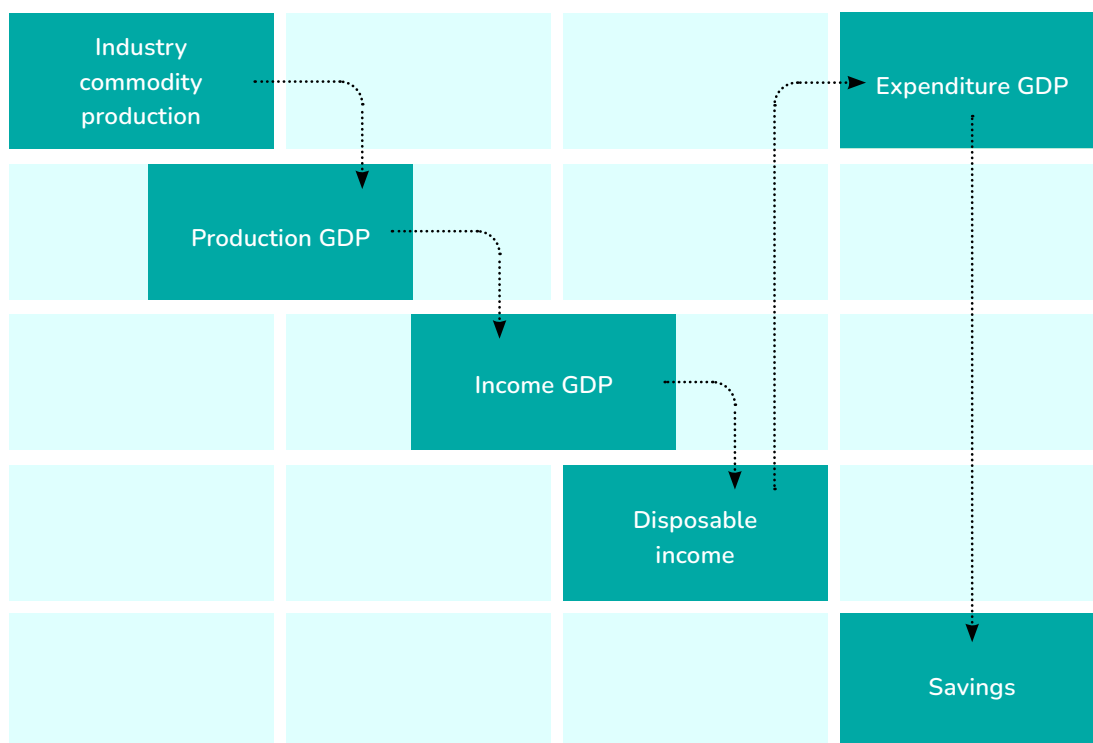 Industry
commodity
production
Expenditure GDP
Production GDP
Income GDP
Disposable
income
Savings